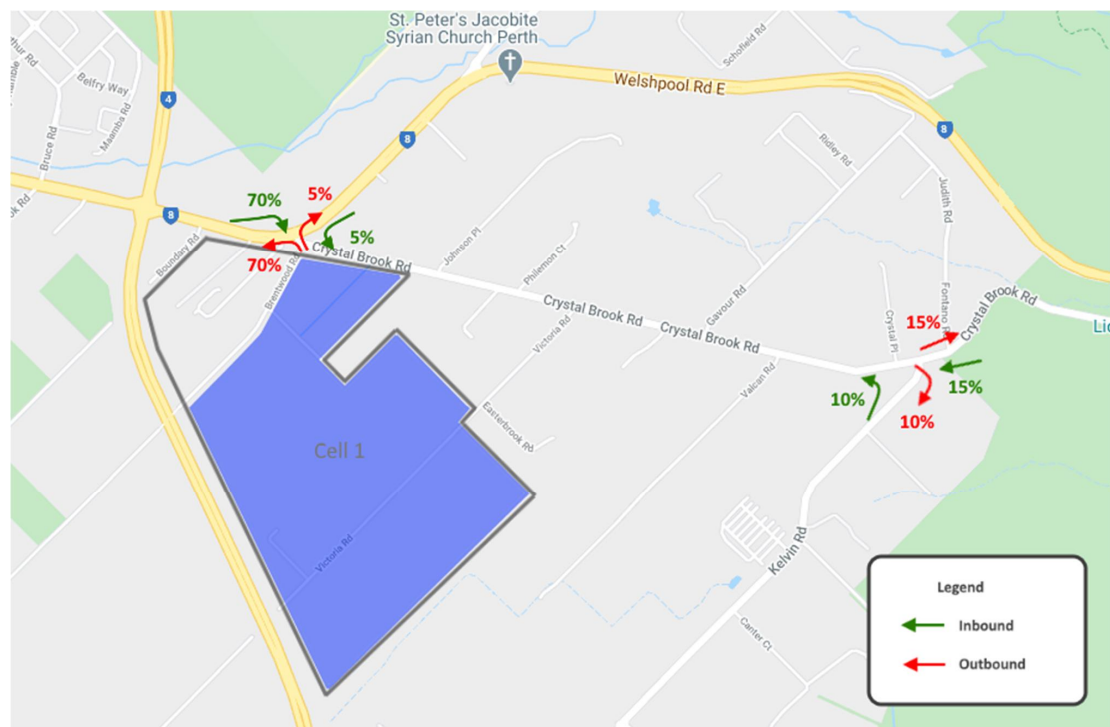 St. Peter's Jacobite
Syrian Church Perth
Schofield Rd
Welshpool Rd E
4
Belfry Way
Maamba Rd
Bruce Rd
8
8
8
Ridley Rd
Judith Rd
70%
5%
5%
70%
Boundary Rd
Brentwood Rd
Crystal Brook Rd
Johnson Pl
Philemon Ct
Crystal Brook Rd
Crystal Brook Rd
Victoria Rd
Gavour Rd
Valcan Rd
Crystal Pl
Fontano Rd
Crystal Brook Rd
15%
15%
10%
10%
Easterbrook Rd
Cell 1
Victoria Rd
Kelvin Rd
Canter Ct
Legend
Inbound
Outbound